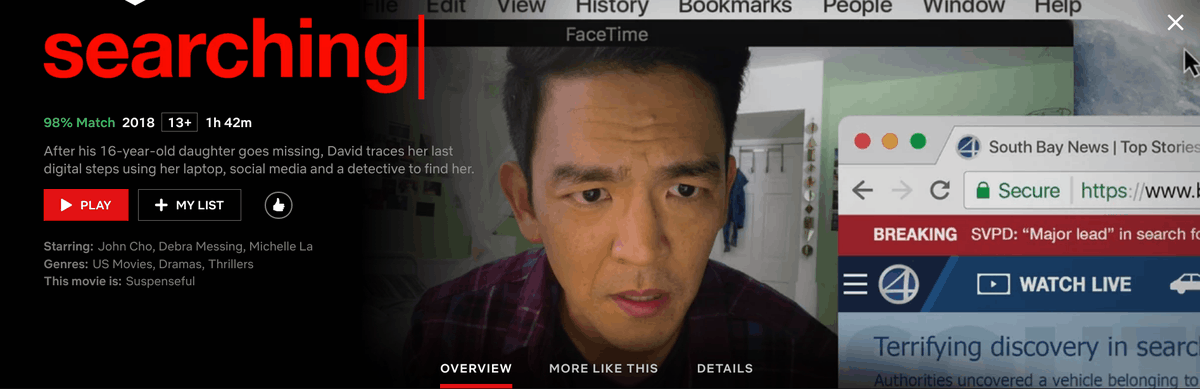 File Edit View History Bookmarks People Window Help
FaceTime
searching
98% Match 2018 13+ 1h 42m
After his 16-year-old daughter goes missing, David traces her last
digital steps using her laptop, social media and a detective to find her.
PLAY
MY LIST
Starring: John Cho, Debra Messing, Michelle La
Genres: US Movies, Dramas, Thrillers
This movie is: Suspenseful
South Bay News | Top Stories
Secure https://www.b
BREAKING SVPD: “Major lead” in search fo
4 WATCH LIVE
Terrifying discovery in searc
Authorities uncovered a vehicle belonging to
OVERVIEW MORE LIKE THIS DETAILS